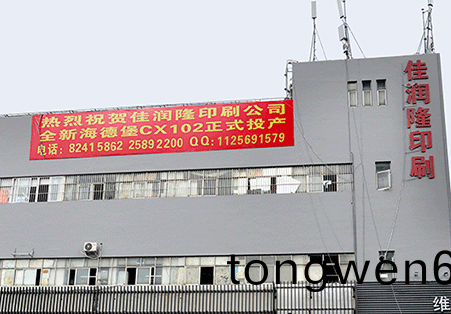 热烈祝贺佳润隆印刷公司
全新海德堡CX102正式投产
电话: 82415862 25892200 QQ:1125691579
佳润隆印刷
tongwen6
维